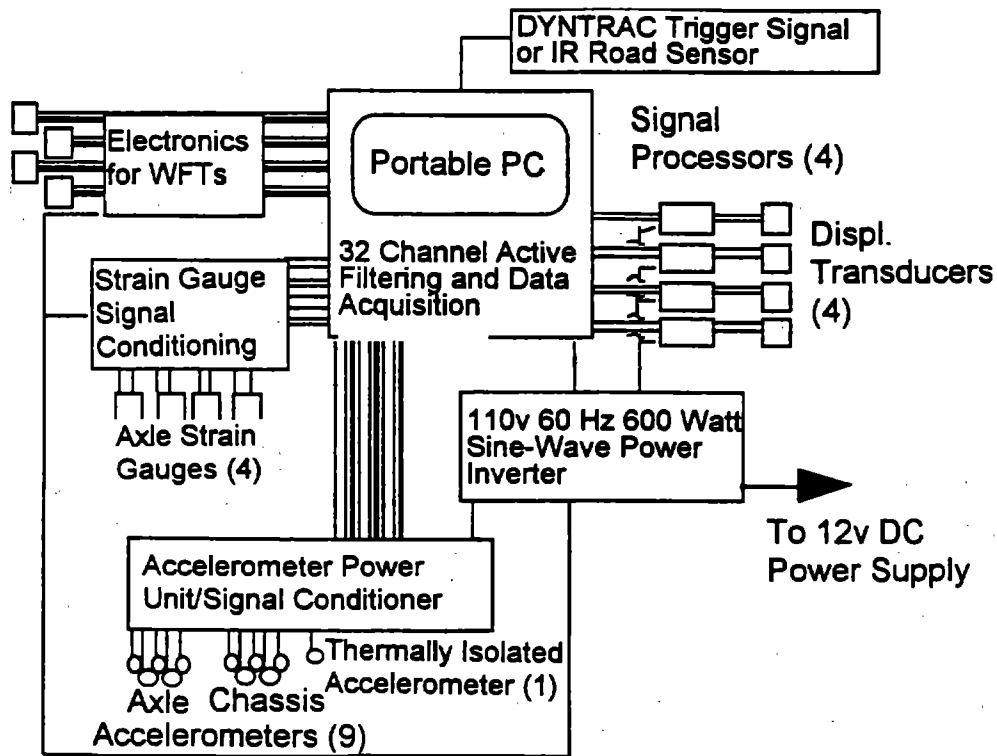 DYNTRAC Trigger Signal
or IR Road Sensor
Electronics
for WFTs
Portable PC
Signal
Processors (4)
32 Channel Active
Filtering and Data
Acquisition
Displ.
Transducers
(4)
Strain Gauge
Signal
Conditioning
Axle Strain
Gauges (4)
110v 60 Hz 600 Watt
Sine-Wave Power
Inverter
To 12v DC
Power Supply
Accelerometer Power
Unit/Signal Conditioner
Thermally Isolated
Accelerometer (1)
Axle Chassis
Accelerometers (9)